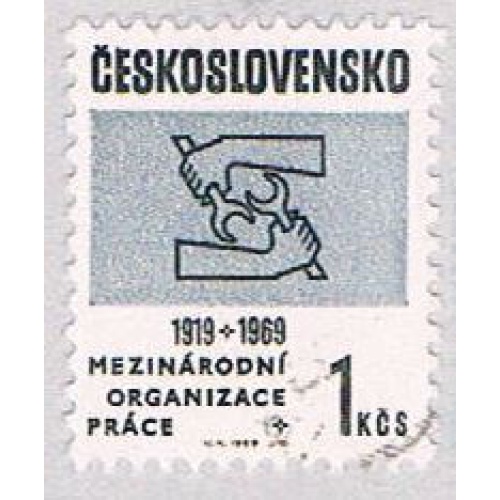 ČESKOSLOVENSKO
1919+1969
MEZINÁRODNÍ
ORGANIZACE
PRÁCE
1 KČS